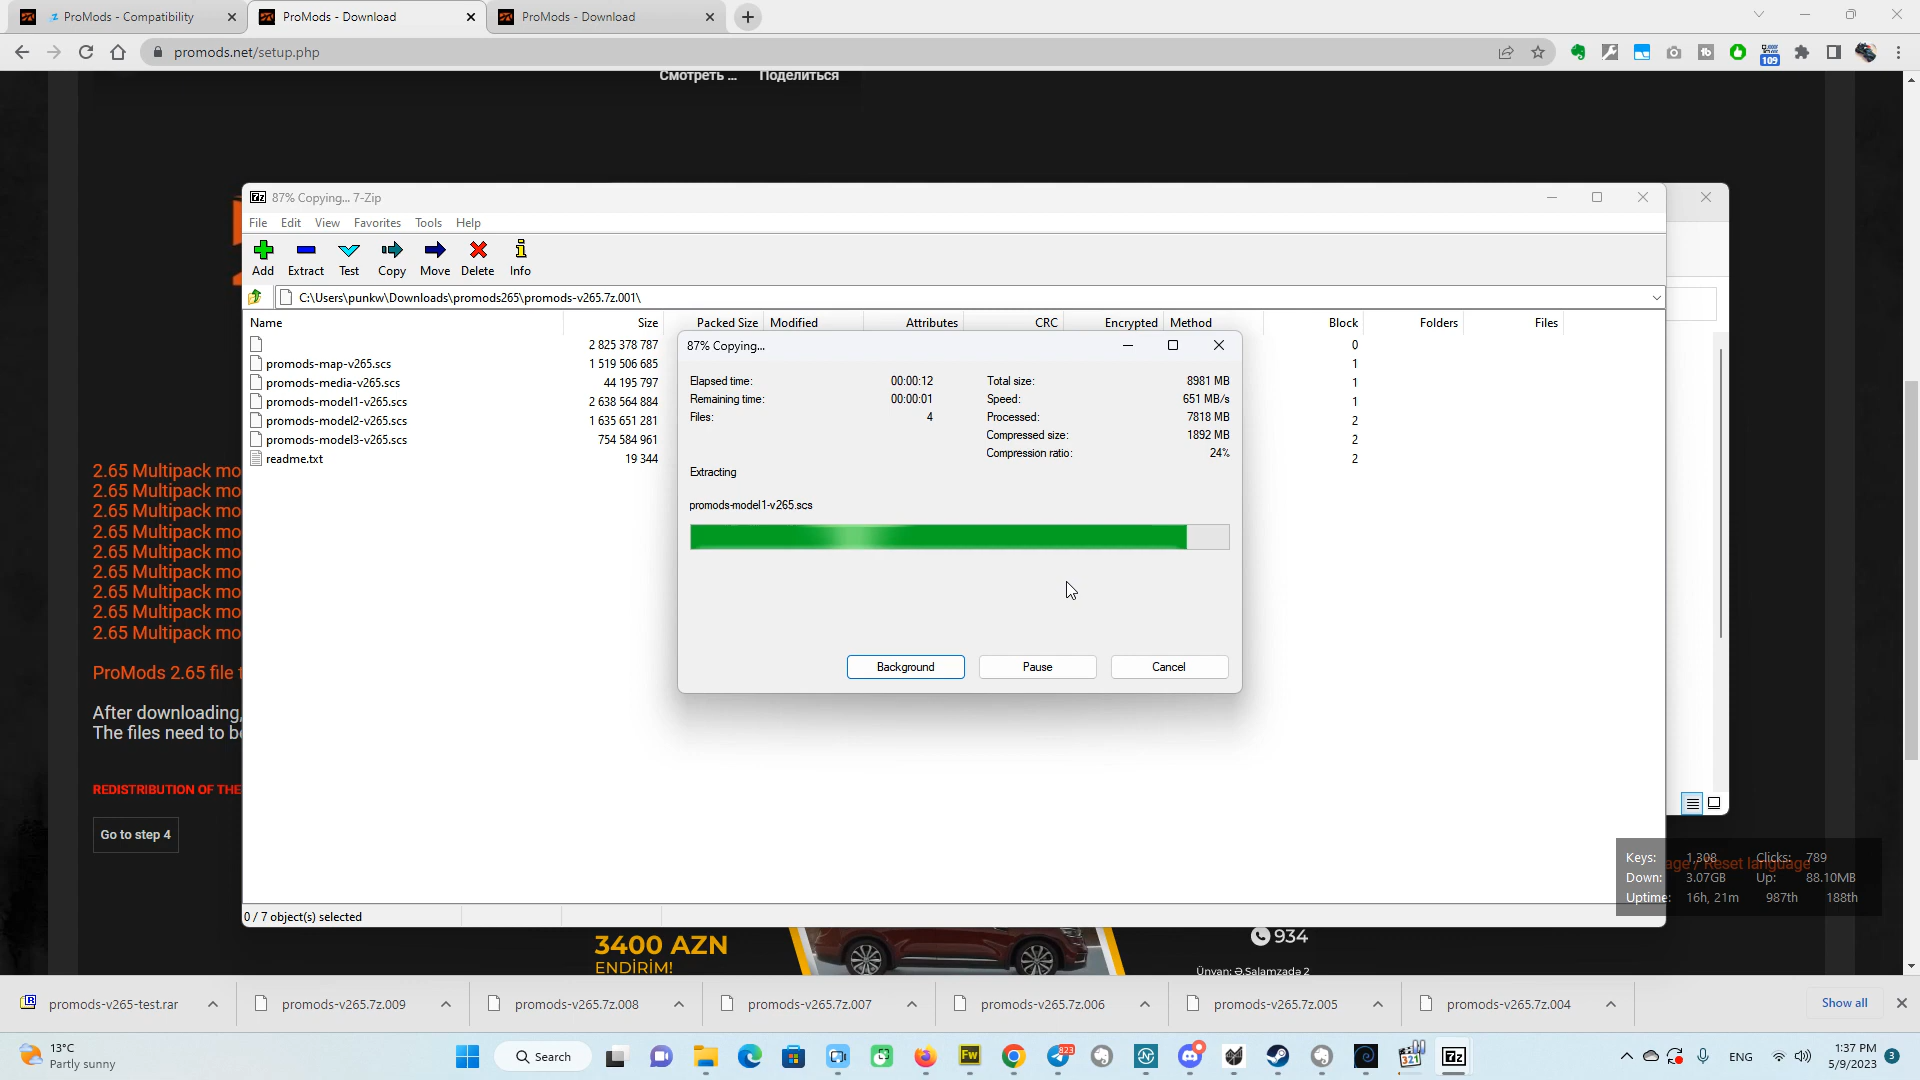 ProMods - Compatibility
ProMods - Download
ProMods - Download
promods.net/setup.php
109
Смотреть ...
Поделиться
87% Copying... 7-Zip
File Edit View Favorites Tools Help
Add Extract Test Copy Move Delete Info
C:\Users\punkw\Downloads\promods265\promods-v265.7z.001\
Name Size Packed Size Modified Attributes CRC Encrypted Method Block Folders Files
2 825 378 787 0
promods-map-v265.scs 1 519 506 685 1
promods-media-v265.scs 44 195 797 1
promods-model1-v265.scs 2 638 564 884 1
promods-model2-v265.scs 1 635 651 281 2
promods-model3-v265.scs 754 584 961 2
readme.txt 19 344 2
87% Copying...
Elapsed time: 00:00:12 Total size: 8981 MB
Remaining time: 00:00:01 Speed: 651 MB/s
Files: 4 Processed: 7818 MB
Compressed size: 1892 MB
Compression ratio: 24%
Extracting
promods-model1-v265.scs
Background Pause Cancel
2.65 Multipack mo
2.65 Multipack mo
2.65 Multipack mo
2.65 Multipack mo
2.65 Multipack mo
2.65 Multipack mo
2.65 Multipack mo
2.65 Multipack mo
2.65 Multipack mo
ProMods 2.65 file
After downloading,
The files need to b
REDISTRIBUTION OF THE
Go to step 4
Keys: 1,308 Clicks: 789
Down: 3.07GB Up: 88.10MB
Uptime: 16h, 21m 987th 188th
age / Reset language
0 / 7 object(s) selected
3400 AZN
ENDİRİM!
934
Ünvan: Ə.Salamzadə 2
promods-v265-test.rar
promods-v265.7z.009
promods-v265.7z.008
promods-v265.7z.007
promods-v265.7z.006
promods-v265.7z.005
promods-v265.7z.004
Show all
13°C
Partly sunny
Search
Fw
823
321
7z
ENG
1:37 PM
5/9/2023
3